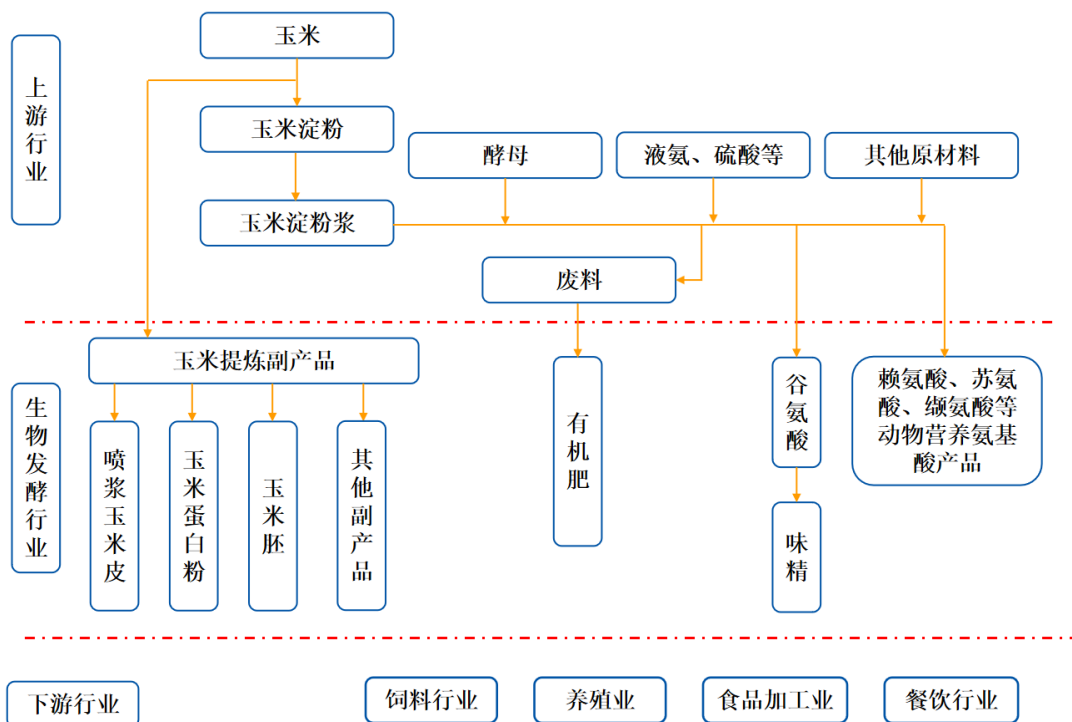 上游行业
玉米
玉米淀粉
酵母
液氨、硫酸等
其他原材料
玉米淀粉浆
废料
生物发酵行业
玉米提炼副产品
喷浆玉米皮
玉米蛋白粉
玉米胚
其他副产品
有机肥
谷氨酸
味精
赖氨酸、苏氨
酸、缬氨酸等
动物营养氨基
酸产品
下游行业
饲料行业
养殖业
食品加工业
餐饮行业